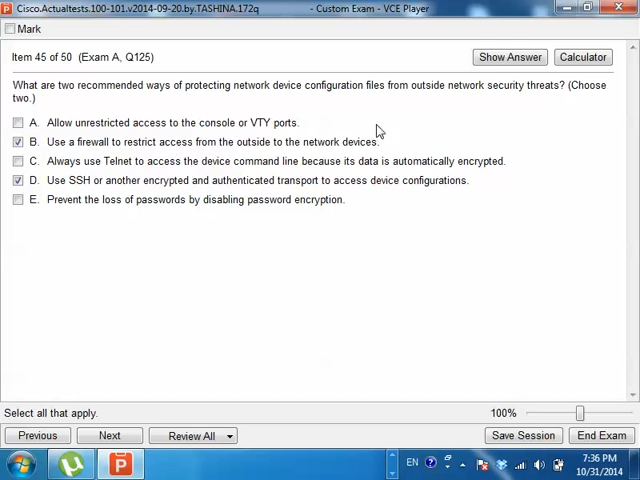 Cisco.Actualtests.100-101.v2014-09-20.by.TASHINA.172q - Custom Exam - VCE Player
Mark
Item 45 of 50 (Exam A, Q125)
Show Answer
Calculator
What are two recommended ways of protecting network device configuration files from outside network security threats? (Choose
two.)
A. Allow unrestricted access to the console or VTY ports.
B. Use a firewall to restrict access from the outside to the network devices.
C. Always use Telnet to access the device command line because its data is automatically encrypted.
D. Use SSH or another encrypted and authenticated transport to access device configurations.
E. Prevent the loss of passwords by disabling password encryption.
Select all that apply.
100%
Previous
Next
Review All
Save Session
End Exam
EN
7:36 PM
10/31/2014